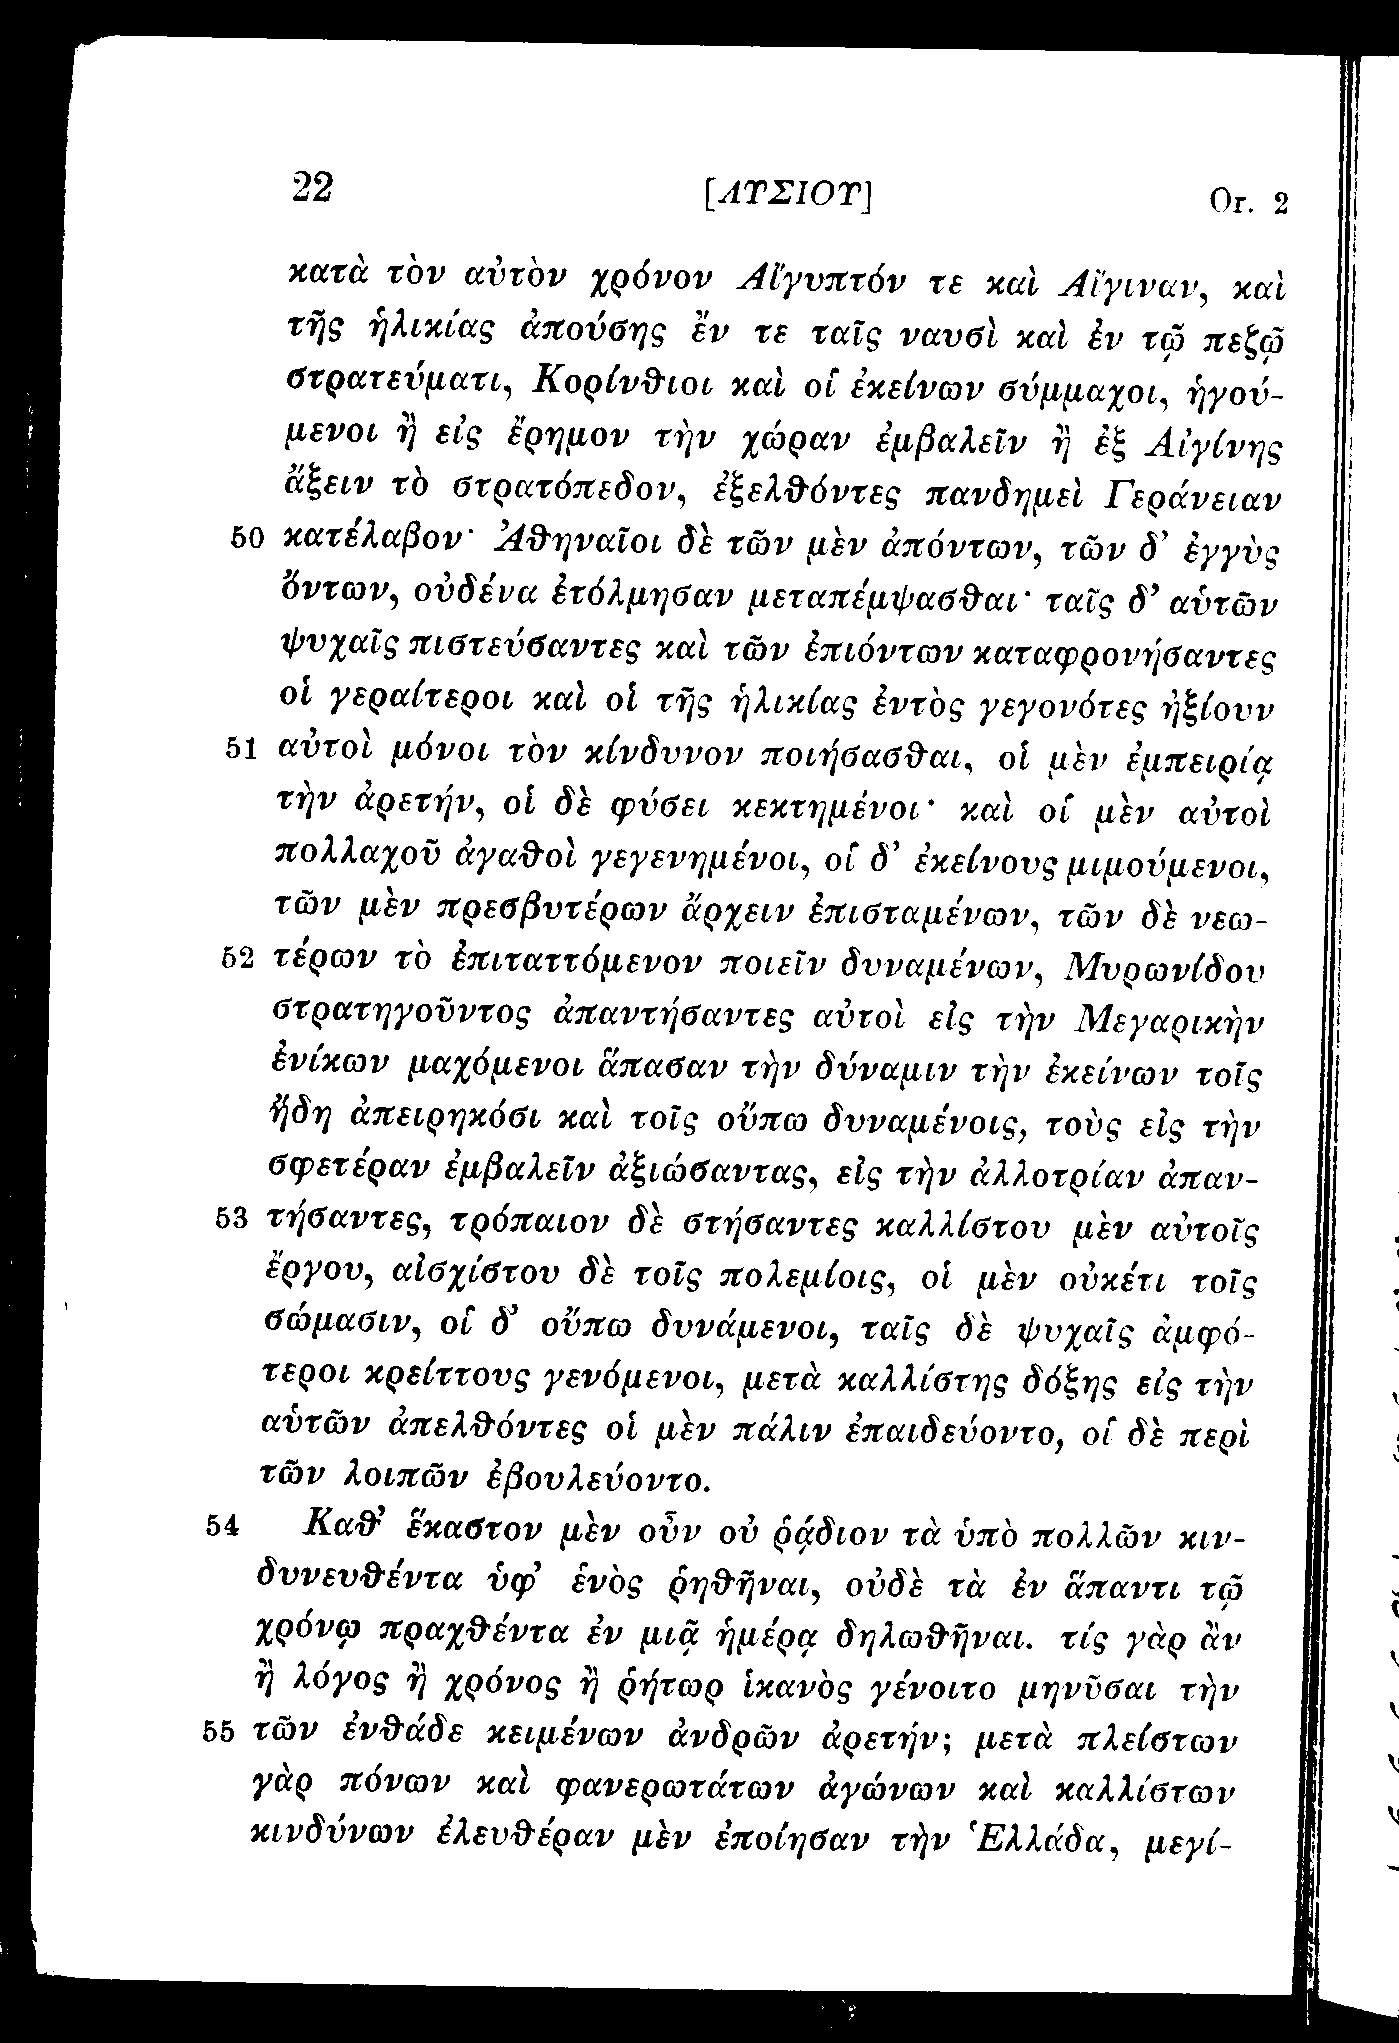 22 [ΛΥΣΙΟΥ] Or. 2
κατὰ τὸν αὐτὸν χρόνον Αἴγυπτόν τε καὶ Αἴγιναν, καὶ
τῆς ἡλικίας ἀπούσης ἔν τε ταῖς ναυσὶ καὶ ἐν τῷ πεζῷ
στρατεύματι, Κορίνθιοι καὶ οἱ ἐκείνων σύμμαχοι, ἡγού-
μενοι ἢ εἰς ἔρημον τὴν χώραν ἐμβαλεῖν ἢ ἐξ Αἰγίνης
ἄξειν τὸ στρατόπεδον, ἐξελθόντες πανδημεὶ Γεράνειαν
50 κατέλαβον· Ἀθηναῖοι δὲ τῶν μὲν ἀπόντων, τῶν δ’ ἐγγὺς
ὄντων, οὐδένα ἐτόλμησαν μεταπέμψασθαι· ταῖς δ’ αὑτῶν
ψυχαῖς πιστεύσαντες καὶ τῶν ἐπιόντων καταφρονήσαντες
οἱ γεραίτεροι καὶ οἱ τῆς ἡλικίας ἐντὸς γεγονότες ἠξίουν
51 αὐτοὶ μόνοι τὸν κίνδυνον ποιήσασθαι, οἱ μὲν ἐμπειρίᾳ
τὴν ἀρετήν, οἱ δὲ φύσει κεκτημένοι· καὶ οἱ μὲν αὐτοὶ
πολλαχοῦ ἀγαθοὶ γεγενημένοι, οἱ δ’ ἐκείνους μιμούμενοι,
τῶν μὲν πρεσβυτέρων ἄρχειν ἐπισταμένων, τῶν δὲ νεω-
52 τέρων τὸ ἐπιταττόμενον ποιεῖν δυναμένων, Μυρωνίδου
στρατηγοῦντος ἀπαντήσαντες αὐτοὶ εἰς τὴν Μεγαρικὴν
ἐνίκων μαχόμενοι ἅπασαν τὴν δύναμιν τὴν ἐκείνων τοῖς
ἤδη ἀπειρηκόσι καὶ τοῖς οὔπω δυναμένοις, τοὺς εἰς τὴν
σφετέραν ἐμβαλεῖν ἀξιώσαντας, εἰς τὴν ἀλλοτρίαν ἀπαν-
53 τήσαντες, τρόπαιον δὲ στήσαντες καλλίστου μὲν αὐτοῖς
ἔργου, αἰσχίστου δὲ τοῖς πολεμίοις, οἱ μὲν οὐκέτι τοῖς
σώμασιν, οἱ δ’ οὔπω δυνάμενοι, ταῖς δὲ ψυχαῖς ἀμφό-
τεροι κρείττους γενόμενοι, μετὰ καλλίστης δόξης εἰς τὴν
αὑτῶν ἀπελθόντες οἱ μὲν πάλιν ἐπαιδεύοντο, οἱ δὲ περὶ
τῶν λοιπῶν ἐβουλεύοντο.
54 Καθ’ ἕκαστον μὲν οὖν οὐ ῥᾴδιον τὰ ὑπὸ πολλῶν κιν-
δυνευθέντα ὑφ’ ἑνὸς ῥηθῆναι, οὐδὲ τὰ ἐν ἅπαντι τῷ
χρόνῳ πραχθέντα ἐν μιᾷ ἡμέρᾳ δηλωθῆναι. τίς γὰρ ἂν
ἢ λόγος ἢ χρόνος ἢ ῥήτωρ ἱκανὸς γένοιτο μηνῦσαι τὴν
55 τῶν ἐνθάδε κειμένων ἀνδρῶν ἀρετήν; μετὰ πλείστων
γὰρ πόνων καὶ φανερωτάτων ἀγώνων καὶ καλλίστων
κινδύνων ἐλευθέραν μὲν ἐποίησαν τὴν Ἑλλάδα, μεγί-